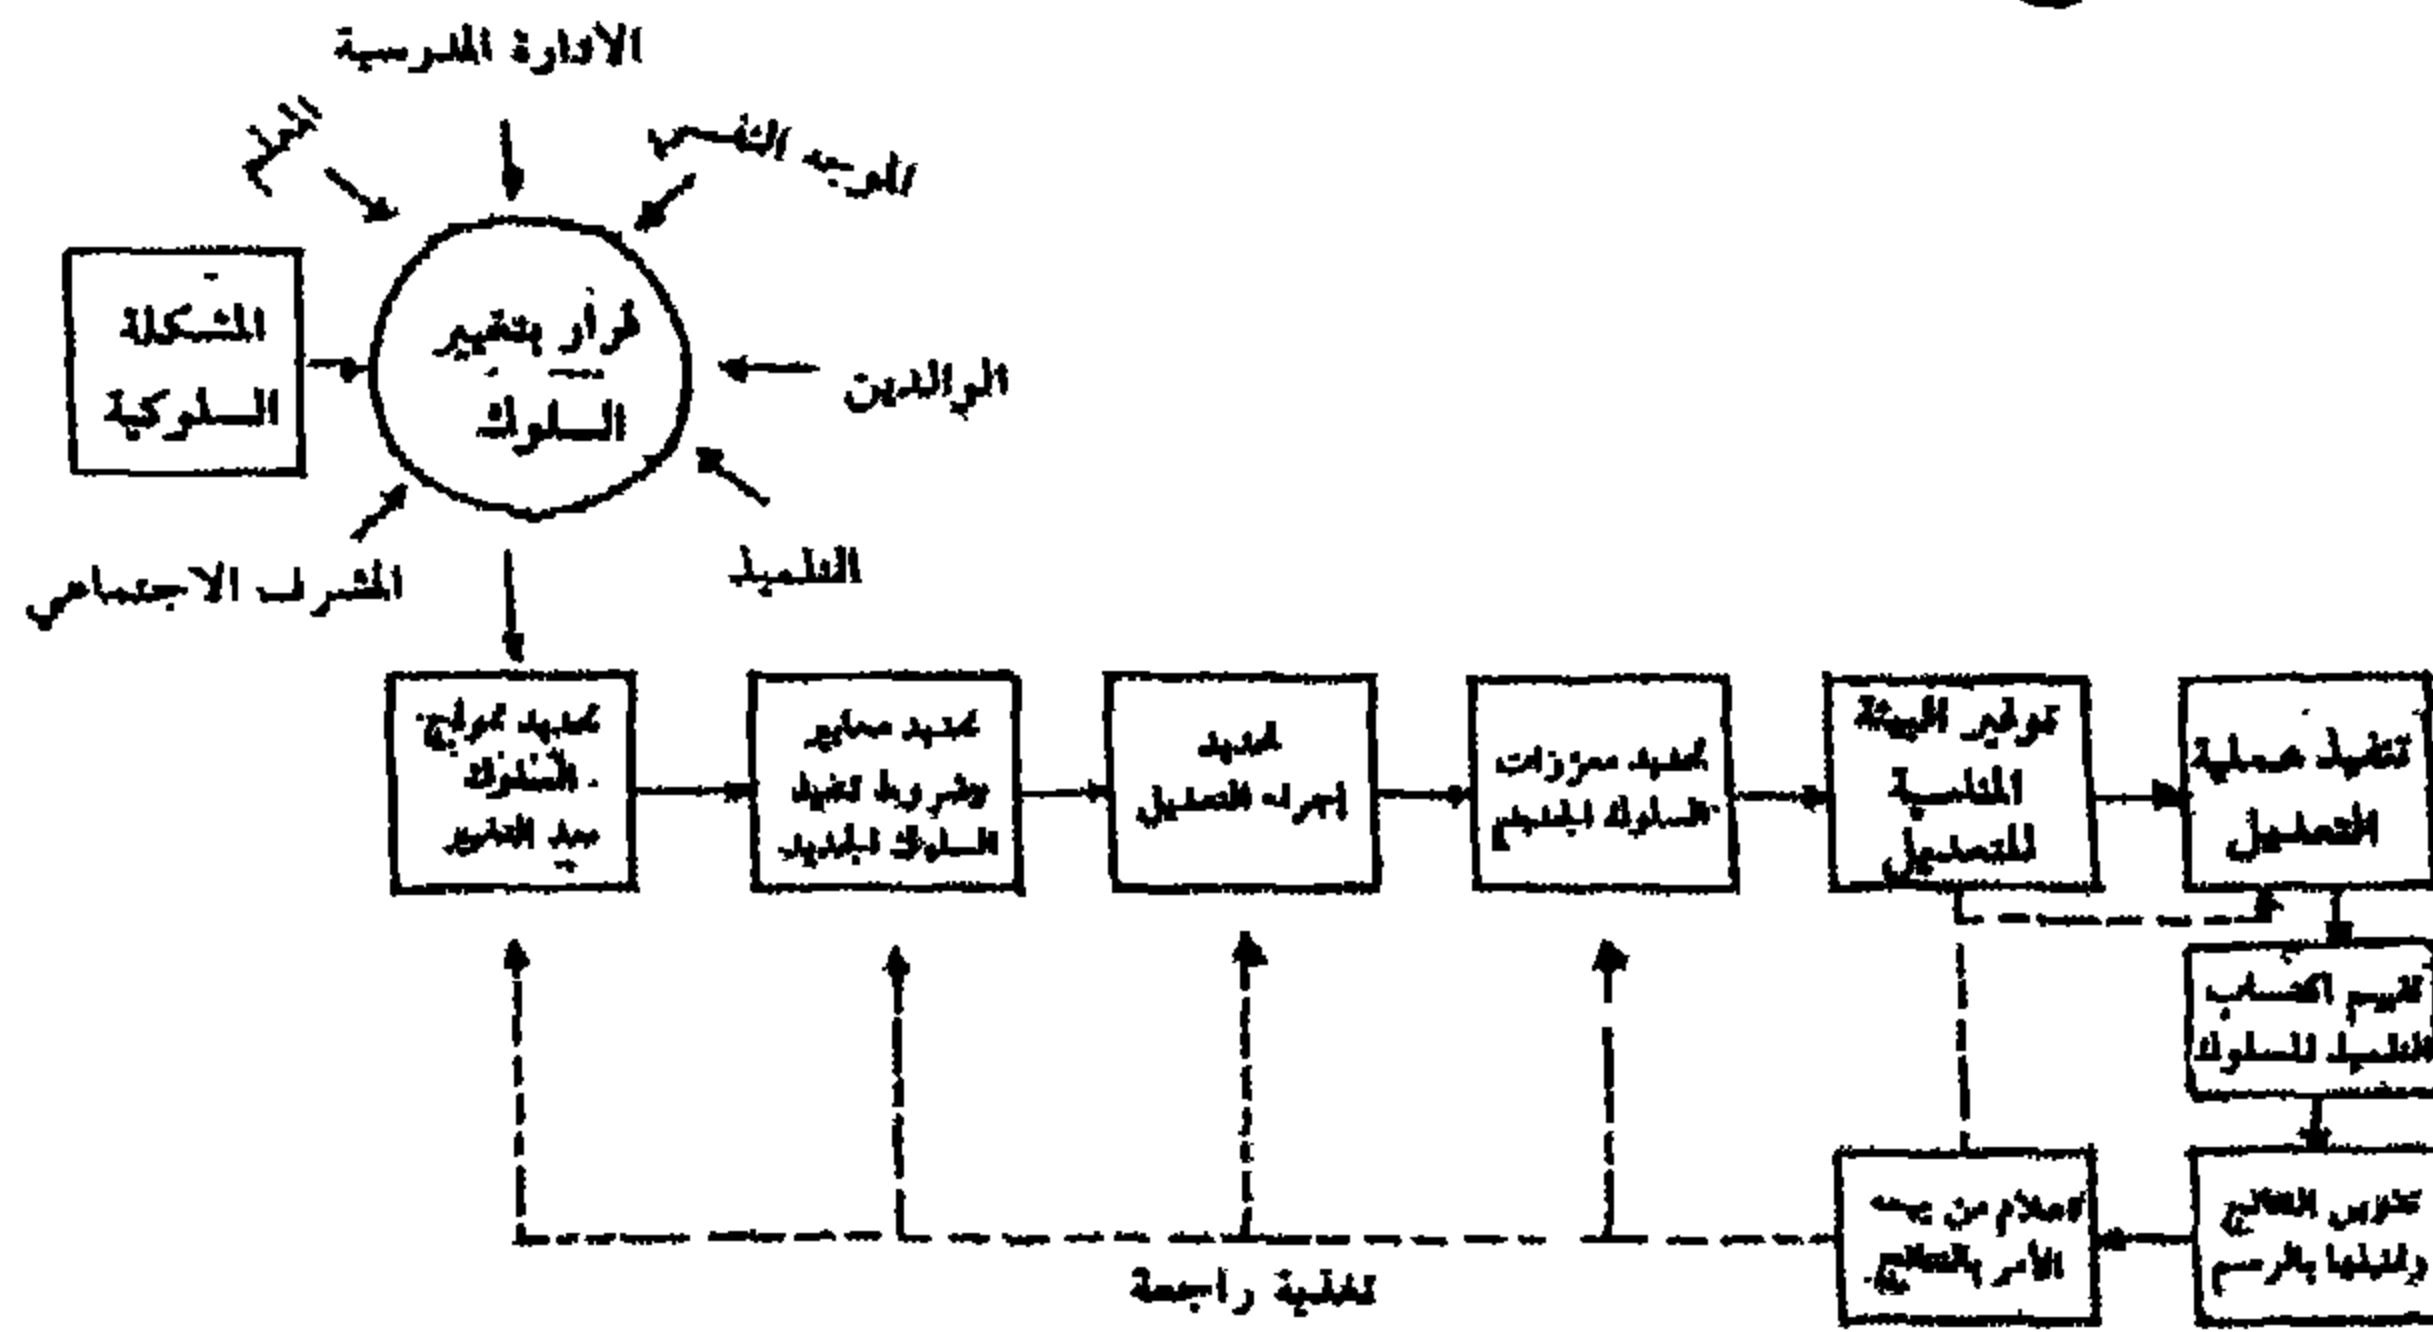 الادارة المدرسية
المعلم
الموجه النفسي
المشكلة
السلوكية
قرار بتغيير
السلوك
الوالدين
التلميذ
المشرف الاجتماعي
تحديد نماذج
السلوك
بعد التغيير
تحديد معايير
وشروط تنفيذ
السلوك الجديد
تحديد
اجراء التعديل
تحديد معززات
السلوك الجديد
توفير البيئة
المناسبة
للتعديل
تنفيذ عملية
التعديل
تقييم اكتساب
التلميذ للسلوك
النتائج
وتمثيلها بالرسم
اعلام من يهمه
الأمر بالنتائج
تغذية راجعة